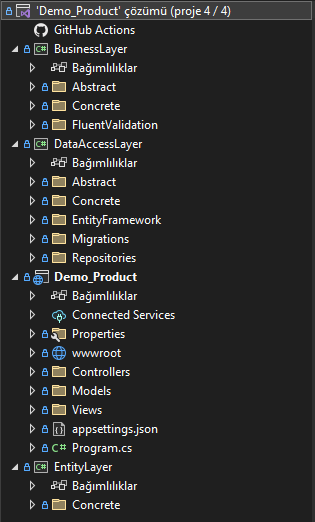 'Demo_Product' çözümü (proje 4 / 4)
GitHub Actions
BusinessLayer
Bağımlılıklar
Abstract
Concrete
FluentValidation
DataAccessLayer
Bağımlılıklar
Abstract
Concrete
EntityFramework
Migrations
Repositories
Demo_Product
Bağımlılıklar
Connected Services
Properties
wwwroot
Controllers
Models
Views
appsettings.json
C# Program.cs
EntityLayer
Bağımlılıklar
Concrete